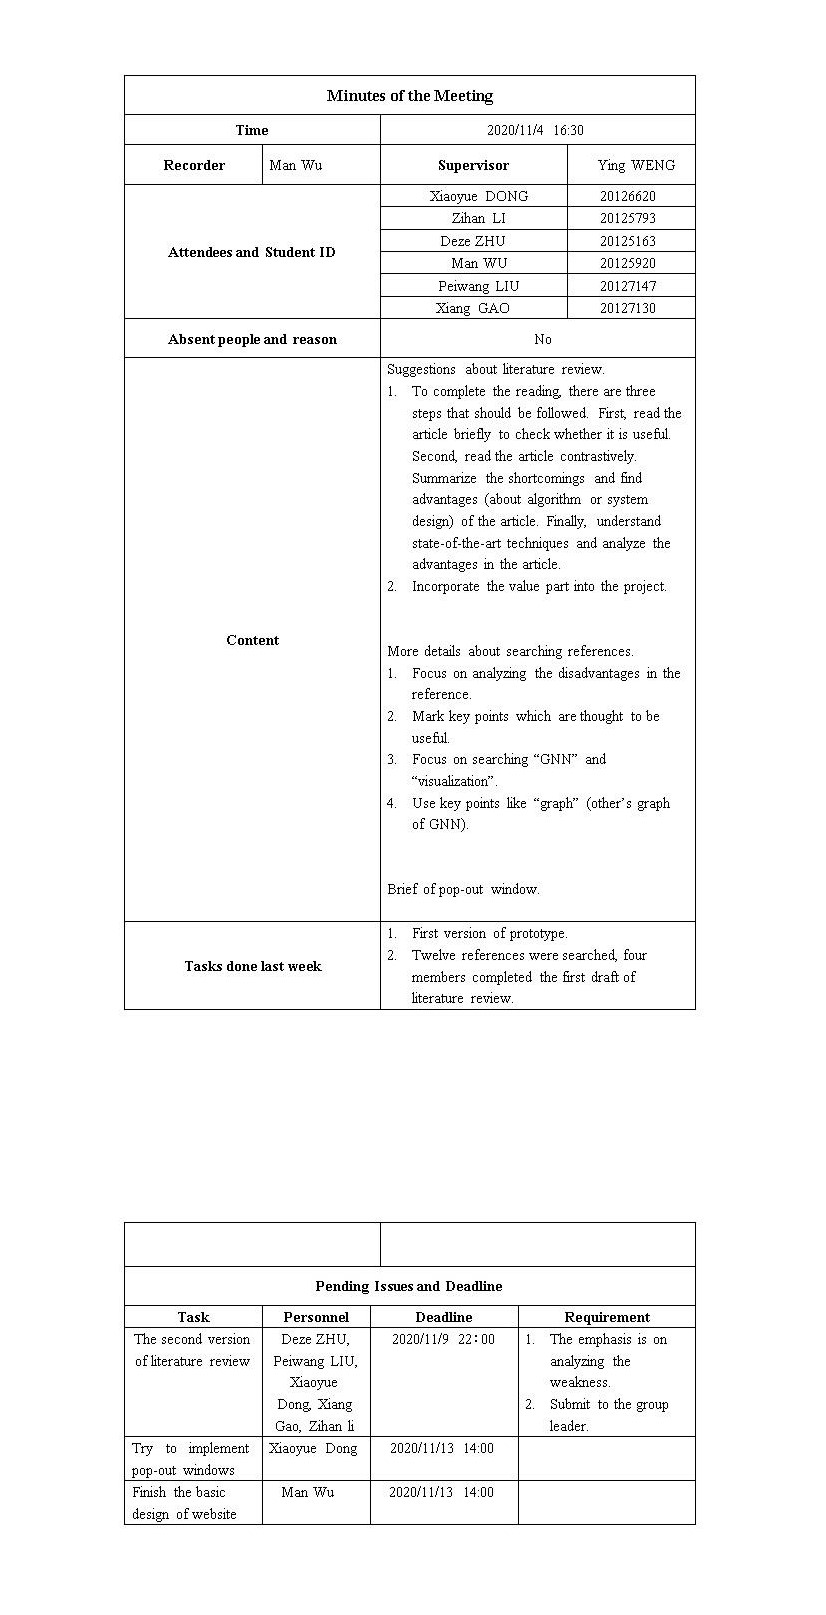 Minutes of the Meeting
Time 2020/11/4 16:30
Recorder Man Wu Supervisor Ying WENG
Attendees and Student ID
Xiaoyue DONG 20126620
Zihan LI 20125793
Deze ZHU 20125163
Man WU 20125920
Peiwang LIU 20127147
Xiang GAO 20127130
Absent people and reason No
Content
Suggestions about literature review.
1. To complete the reading, there are three
steps that should be followed. First, read the
article briefly to check whether it is useful.
Second, read the article contrastively.
Summarize the shortcomings and find
advantages (about algorithm or system
design) of the article. Finally, understand
state-of-the-art techniques and analyze the
advantages in the article.
2. Incorporate the value part into the project.
More details about searching references.
1. Focus on analyzing the disadvantages in the
reference.
2. Mark key points which are thought to be
useful.
3. Focus on searching “GNN” and
“visualization”.
4. Use key points like “graph” (other’s graph
of GNN).
Brief of pop-out window.
Tasks done last week
1. First version of prototype.
2. Twelve references were searched, four
members completed the first draft of
literature review.
Pending Issues and Deadline
Task Personnel Deadline Requirement
The second version
of literature review
Deze ZHU,
Peiwang LIU,
Xiaoyue
Dong, Xiang
Gao, Zihan li
2020/11/9 22：00
1. The emphasis is on
analyzing the
weakness.
2. Submit to the group
leader.
Try to implement
pop-out windows
Xiaoyue Dong
2020/11/13 14:00
Finish the basic
design of website
Man Wu
2020/11/13 14:00